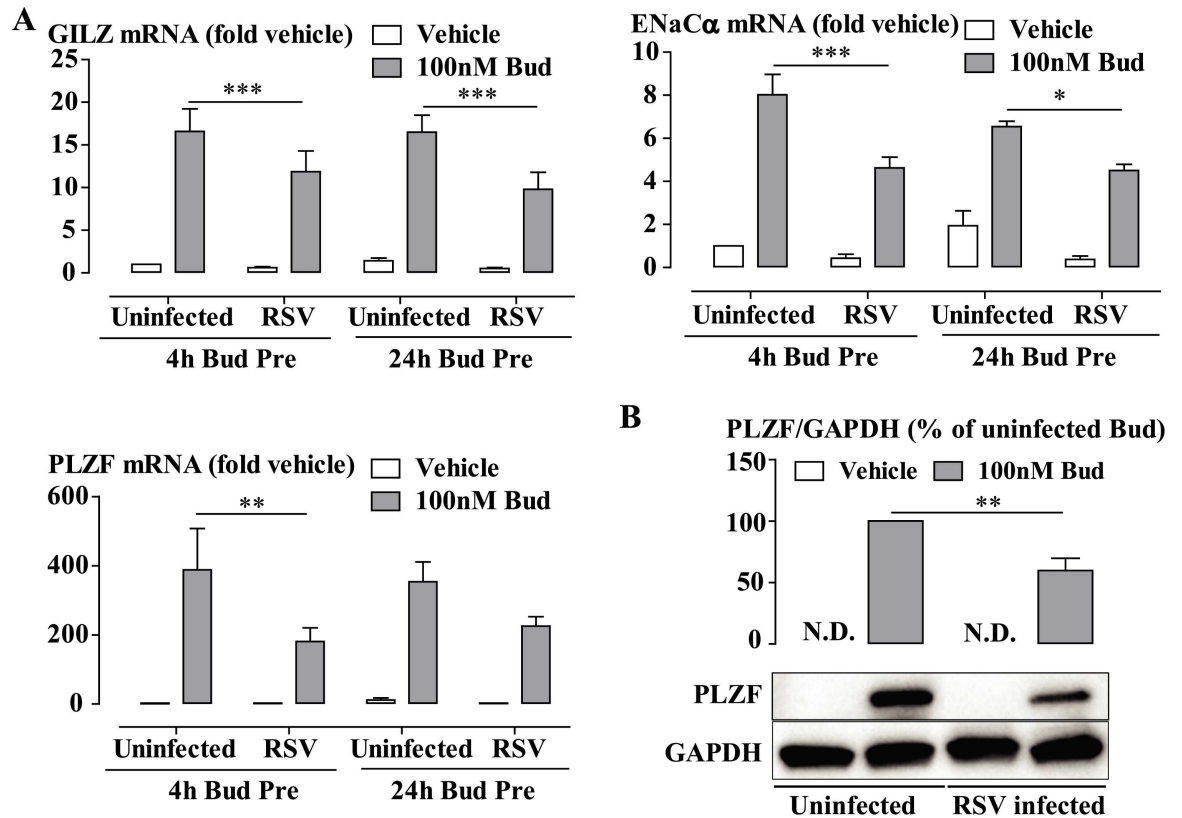 A
GILZ mRNA (fold vehicle)
Vehicle
100nM Bud
25
20
15
10
5
0
***
***
Uninfected RSV Uninfected RSV
4h Bud Pre 24h Bud Pre
ENaCα mRNA (fold vehicle)
Vehicle
100nM Bud
10
8
6
4
2
0
***
*
Uninfected RSV Uninfected RSV
4h Bud Pre 24h Bud Pre
PLZF mRNA (fold vehicle)
Vehicle
100nM Bud
600
400
200
0
**
Uninfected RSV Uninfected RSV
4h Bud Pre 24h Bud Pre
B
PLZF/GAPDH (% of uninfected Bud)
Vehicle 100nM Bud
150
100
50
0
**
N.D. N.D.
PLZF
GAPDH
Uninfected RSV infected